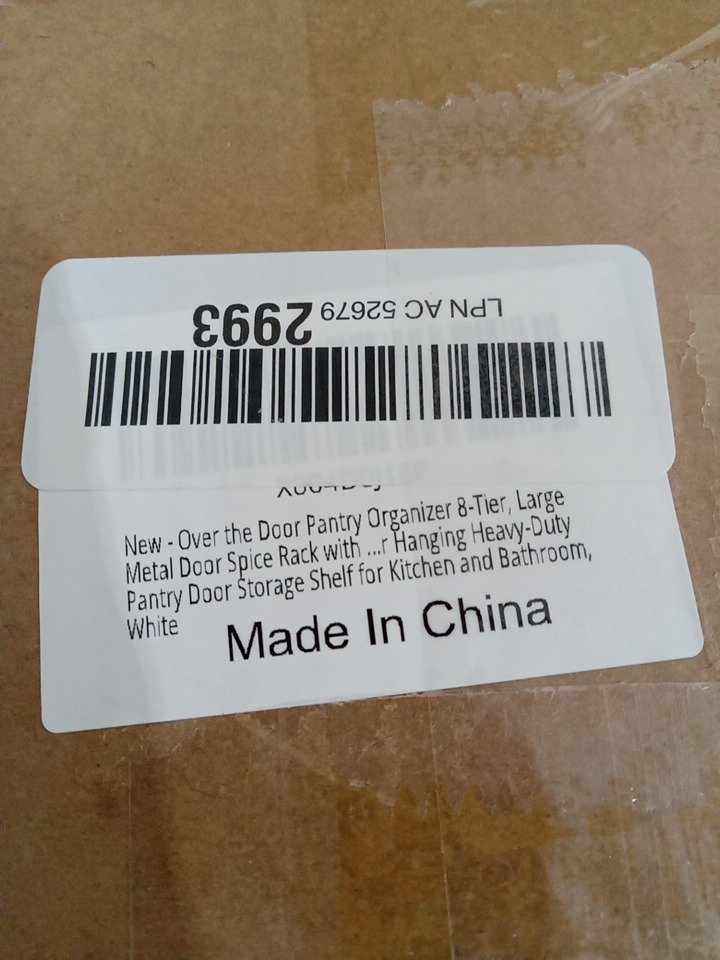 LPN AC 52679 2993
New - Over the Door Pantry Organizer 8-Tier, Large
Metal Door Spice Rack with ...r Hanging Heavy-Duty
Pantry Door Storage Shelf for Kitchen and Bathroom,
White
Made In China